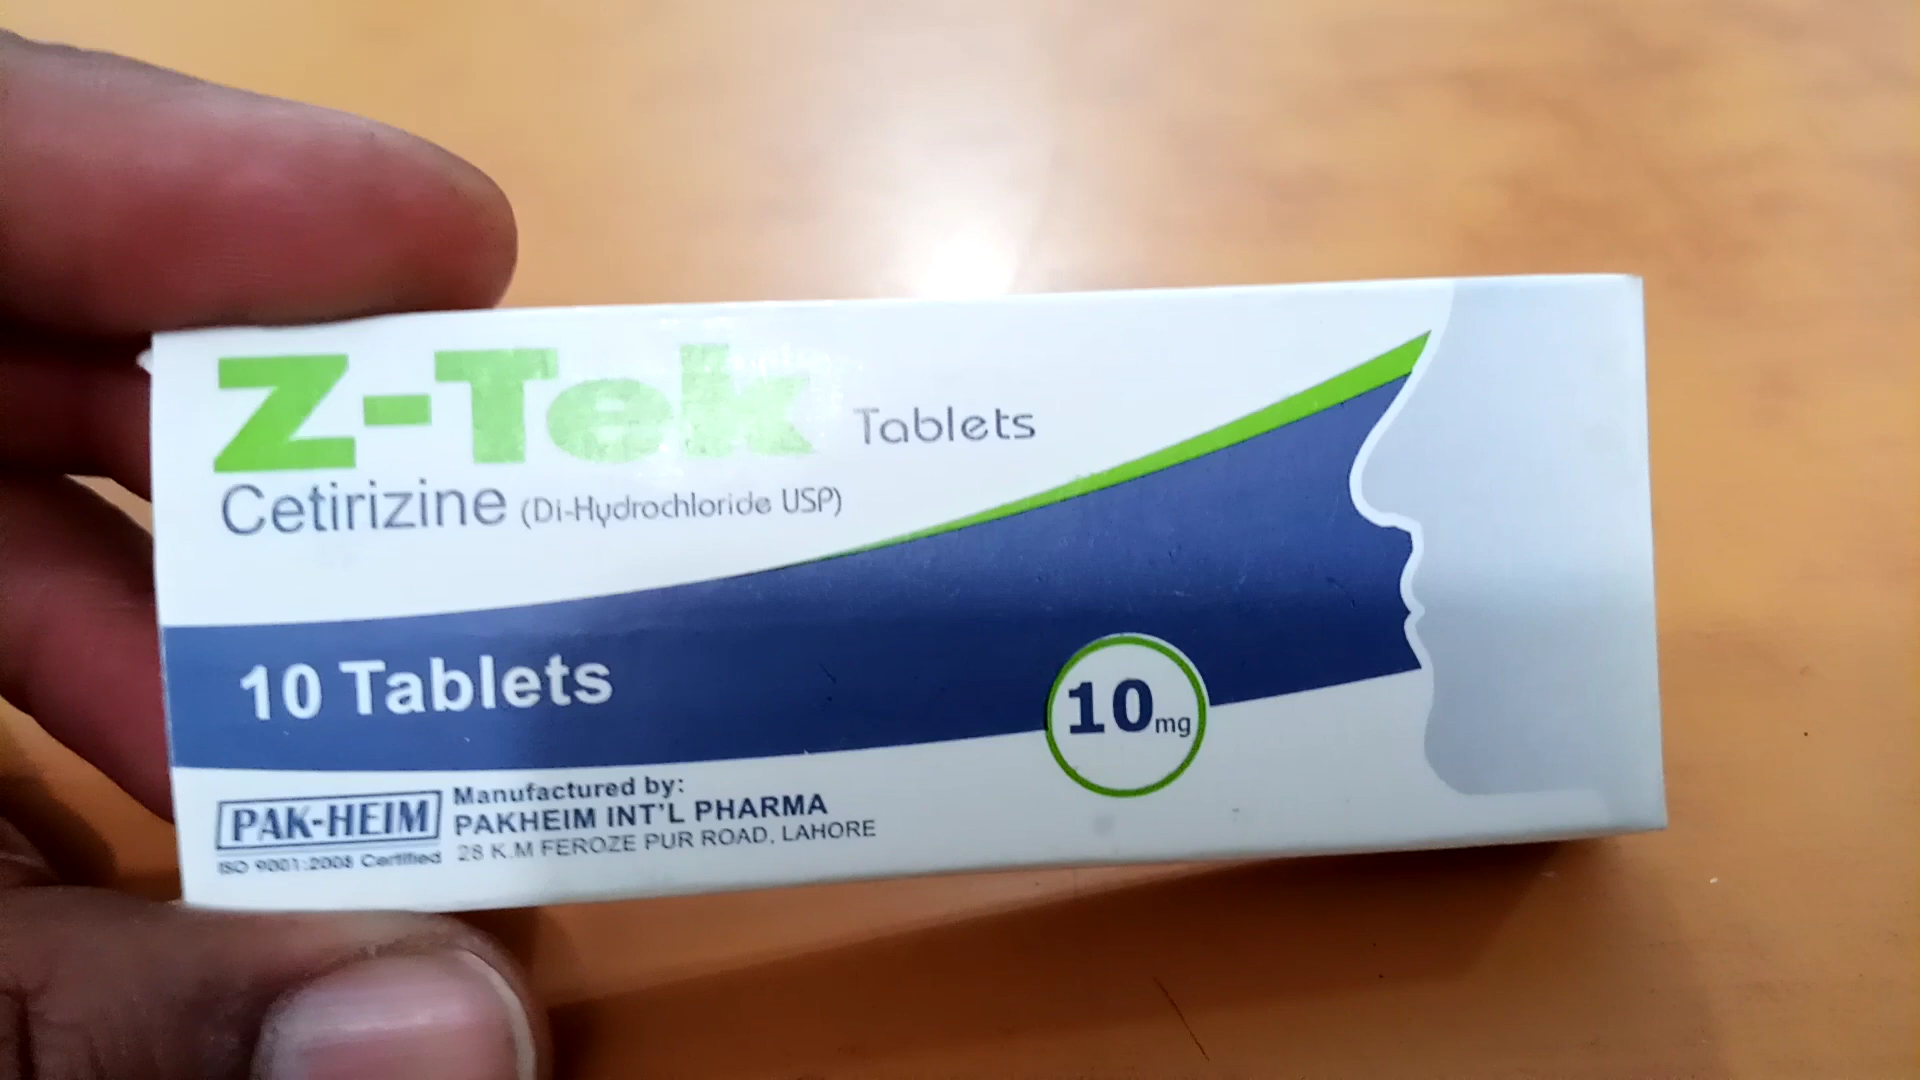 Z-Tek Tablets
Cetirizine (Di-Hydrochloride USP)
10 Tablets
10mg
PAK-HEIM
ISO 9001:2008 Certified
Manufactured by:
PAKHEIM INT'L PHARMA
28 K.M FEROZE PUR ROAD, LAHORE